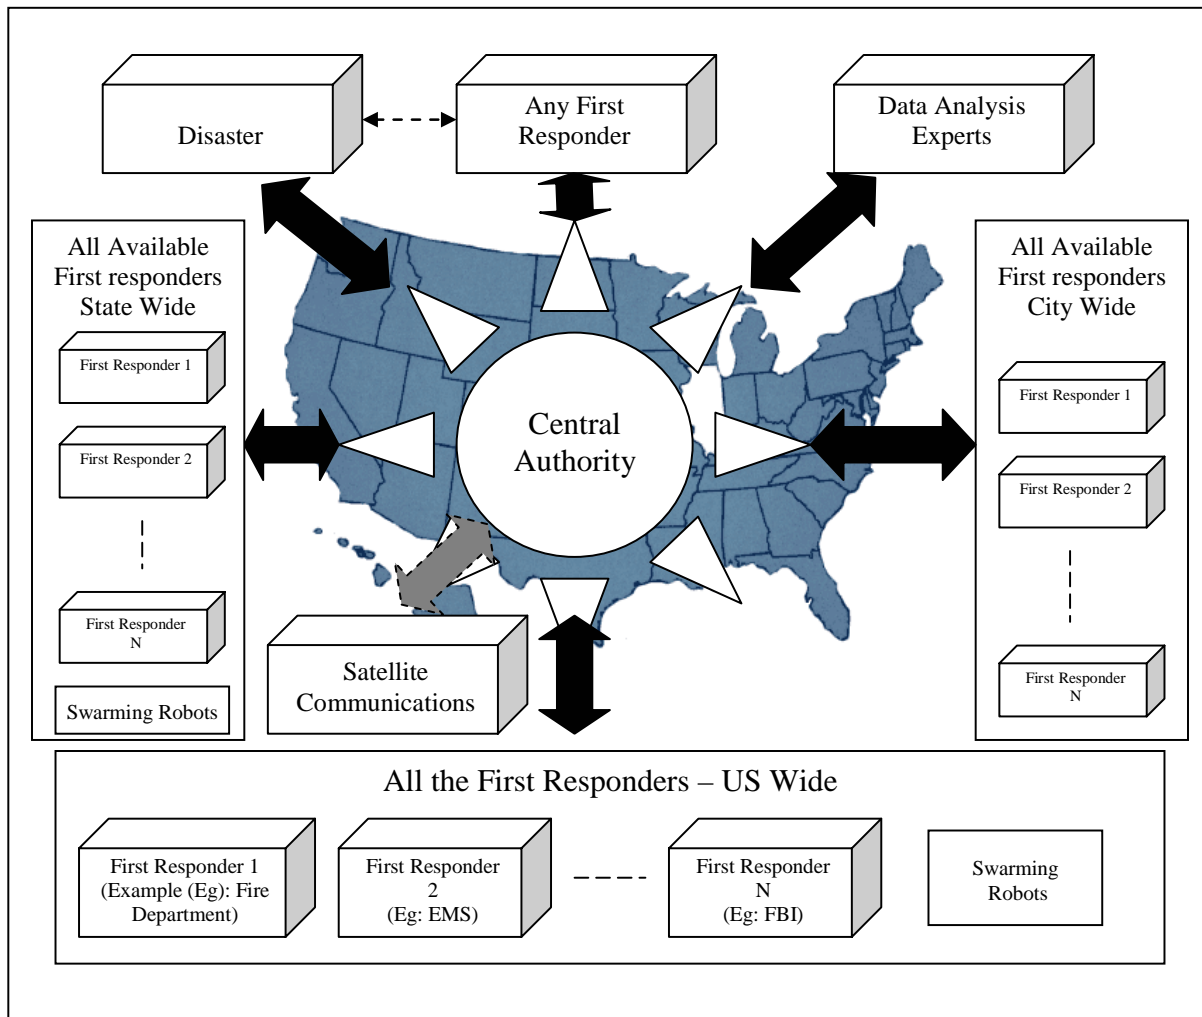 Disaster
Any First
Responder
Data Analysis
Experts
All Available
First responders
State Wide
First Responder 1
First Responder 2
First Responder
N
Swarming Robots
Central
Authority
Satellite
Communications
All Available
First responders
City Wide
First Responder 1
First Responder 2
First Responder
N
All the First Responders – US Wide
First Responder 1
(Example (Eg): Fire
Department)
First Responder
2
(Eg: EMS)
First Responder
N
(Eg: FBI)
Swarming
Robots